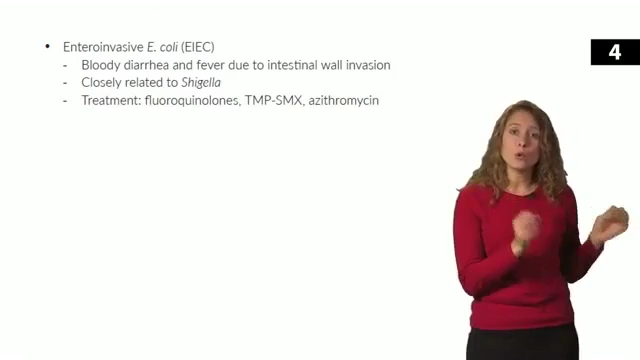 • Enteroinvasive E. coli (EIEC)
- Bloody diarrhea and fever due to intestinal wall invasion
- Closely related to Shigella
- Treatment: fluoroquinolones, TMP-SMX, azithromycin
4